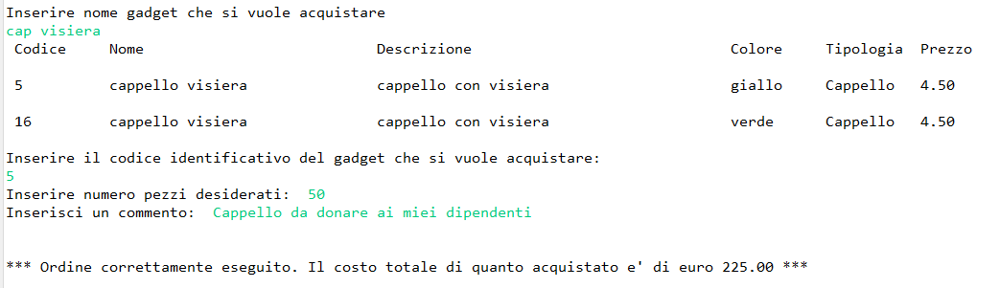 Inserire nome gadget che si vuole acquistare
cap visiera
Codice Nome Descrizione Colore Tipologia Prezzo
5 cappello visiera cappello con visiera giallo Cappello 4.50
16 cappello visiera cappello con visiera verde Cappello 4.50
Inserire il codice identificativo del gadget che si vuole acquistare:
5
Inserire numero pezzi desiderati: 50
Inserisci un commento: Cappello da donare ai miei dipendenti
*** Ordine correttamente eseguito. Il costo totale di quanto acquistato e' di euro 225.00 ***